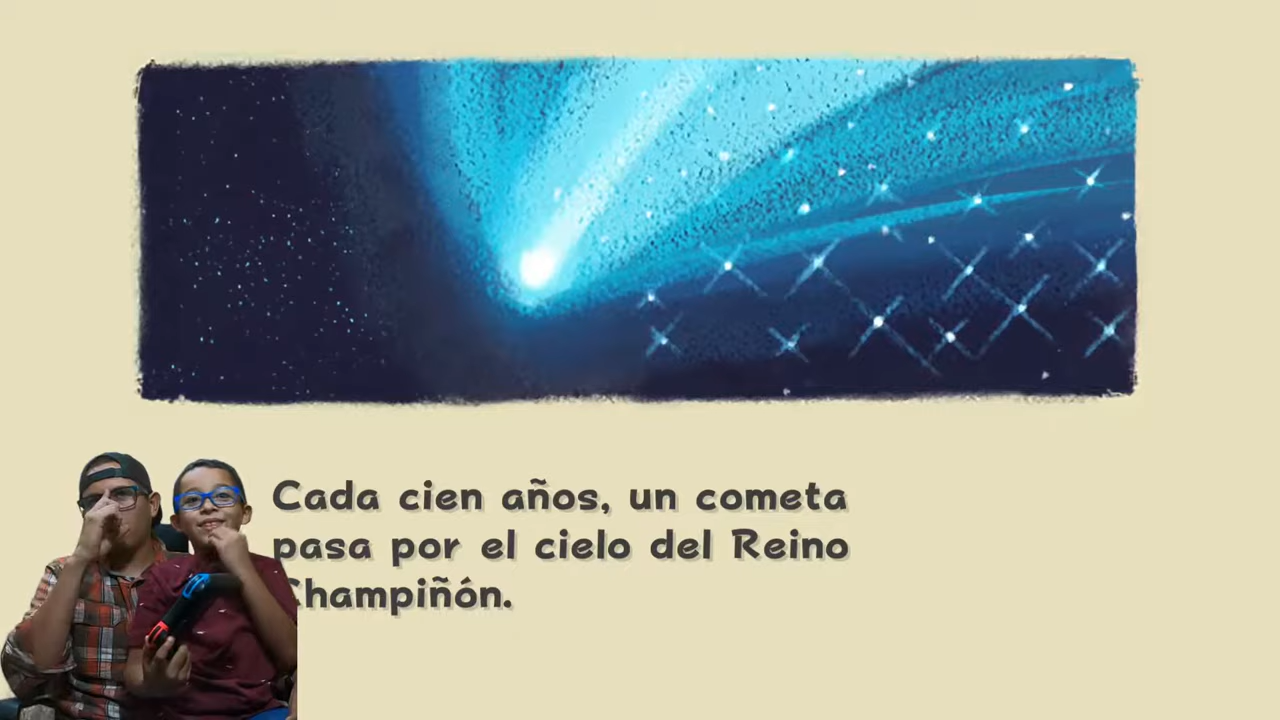 Cada cien años, un cometa
pasa por el cielo del Reino
Champiñón.